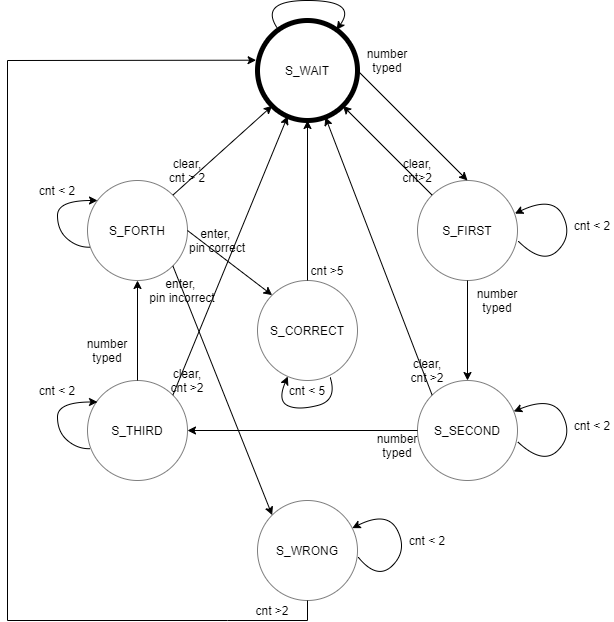 S_WAIT
number
typed
clear,
cnt > 2
clear,
cnt>2
cnt < 2
S_FORTH
S_FIRST
cnt < 2
enter,
pin correct
cnt >5
enter,
pin incorrect
number
typed
S_CORRECT
number
typed
clear,
cnt >2
clear,
cnt >2
cnt < 2
cnt < 5
S_THIRD
S_SECOND
cnt < 2
number
typed
S_WRONG
cnt < 2
cnt >2